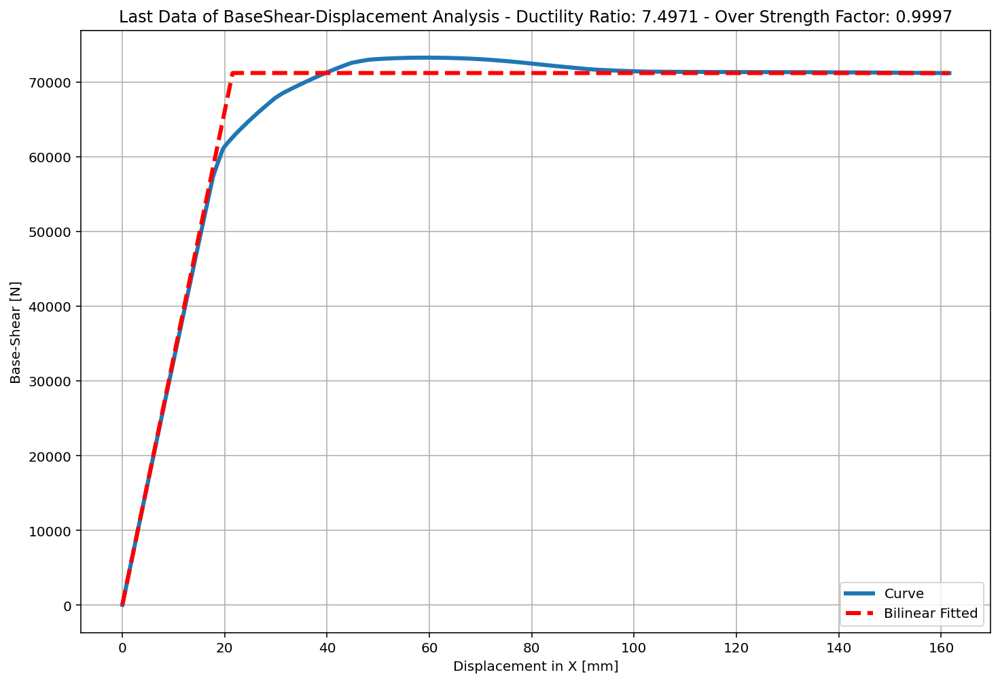 Last Data of BaseShear-Displacement Analysis - Ductility Ratio: 7.4971 - Over Strength Factor: 0.9997
70000
60000
50000
40000
30000
20000
10000
0
Base-Shear [N]
Curve
Bilinear Fitted
0 20 40 60 80 100 120 140 160
Displacement in X [mm]